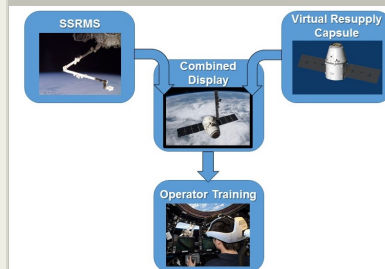 SSRMS
Virtual Resupply
Capsule
Combined
Display
Operator Training